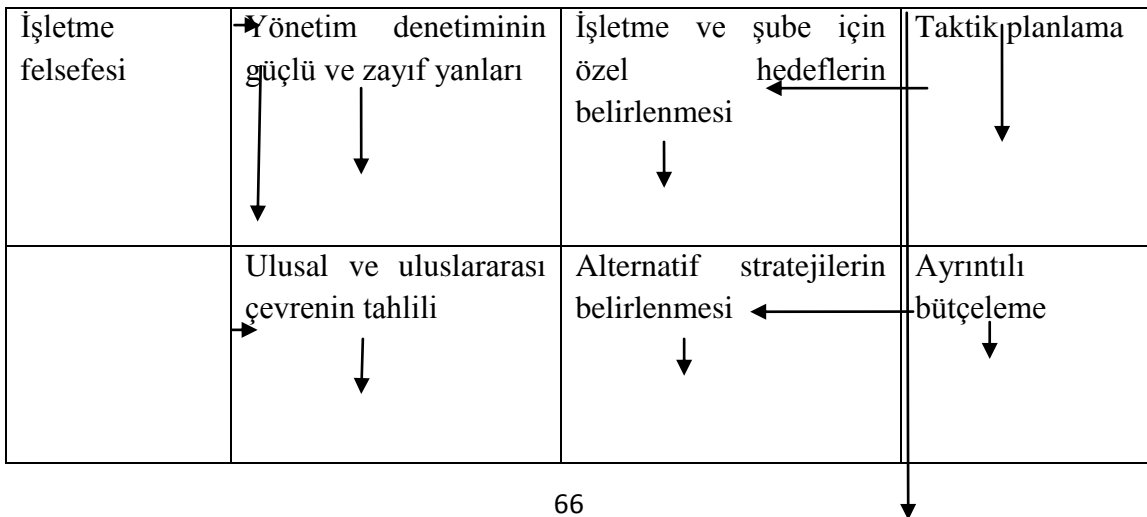 İşletme
felsefesi
Yönetim denetiminin
güçlü ve zayıf yanları
İşletme ve şube için
özel hedeflerin
belirlenmesi
Taktik planlama
Ulusal ve uluslararası
çevrenin tahlili
Alternatif stratejilerin
belirlenmesi
Ayrıntılı
bütçeleme
66